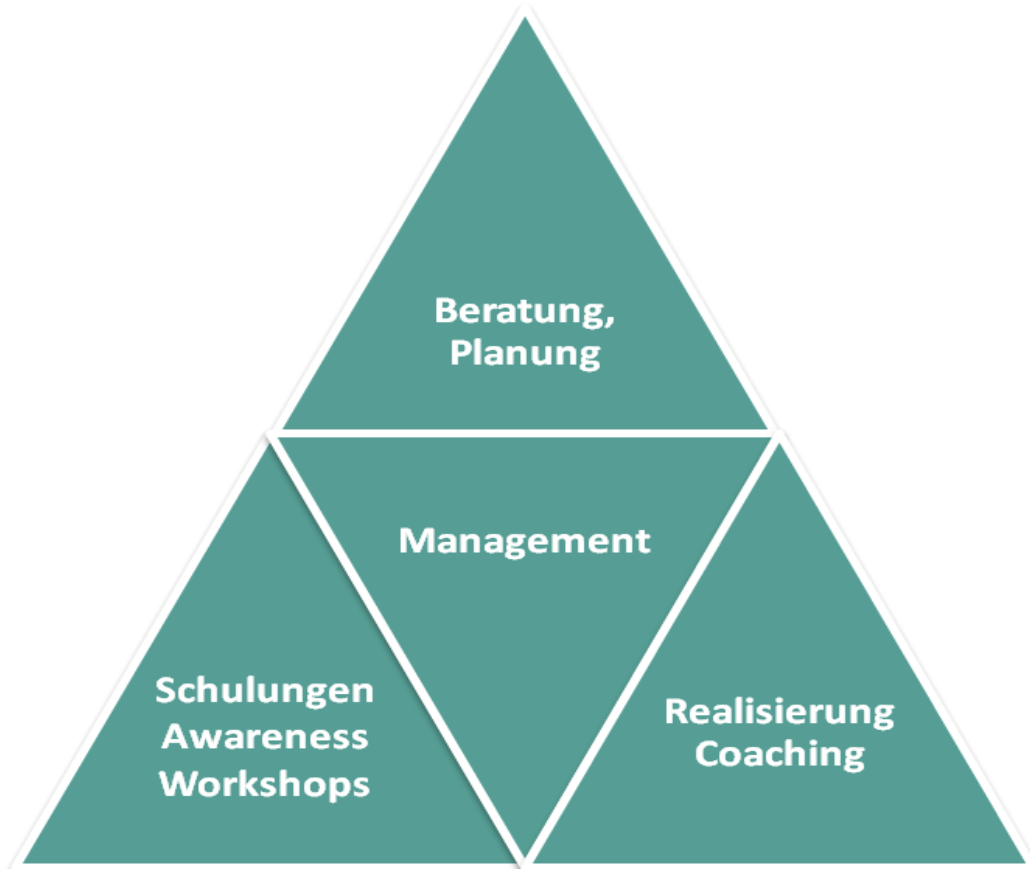 Beratung,
Planung
Management
Schulungen
Awareness
Workshops
Realisierung
Coaching